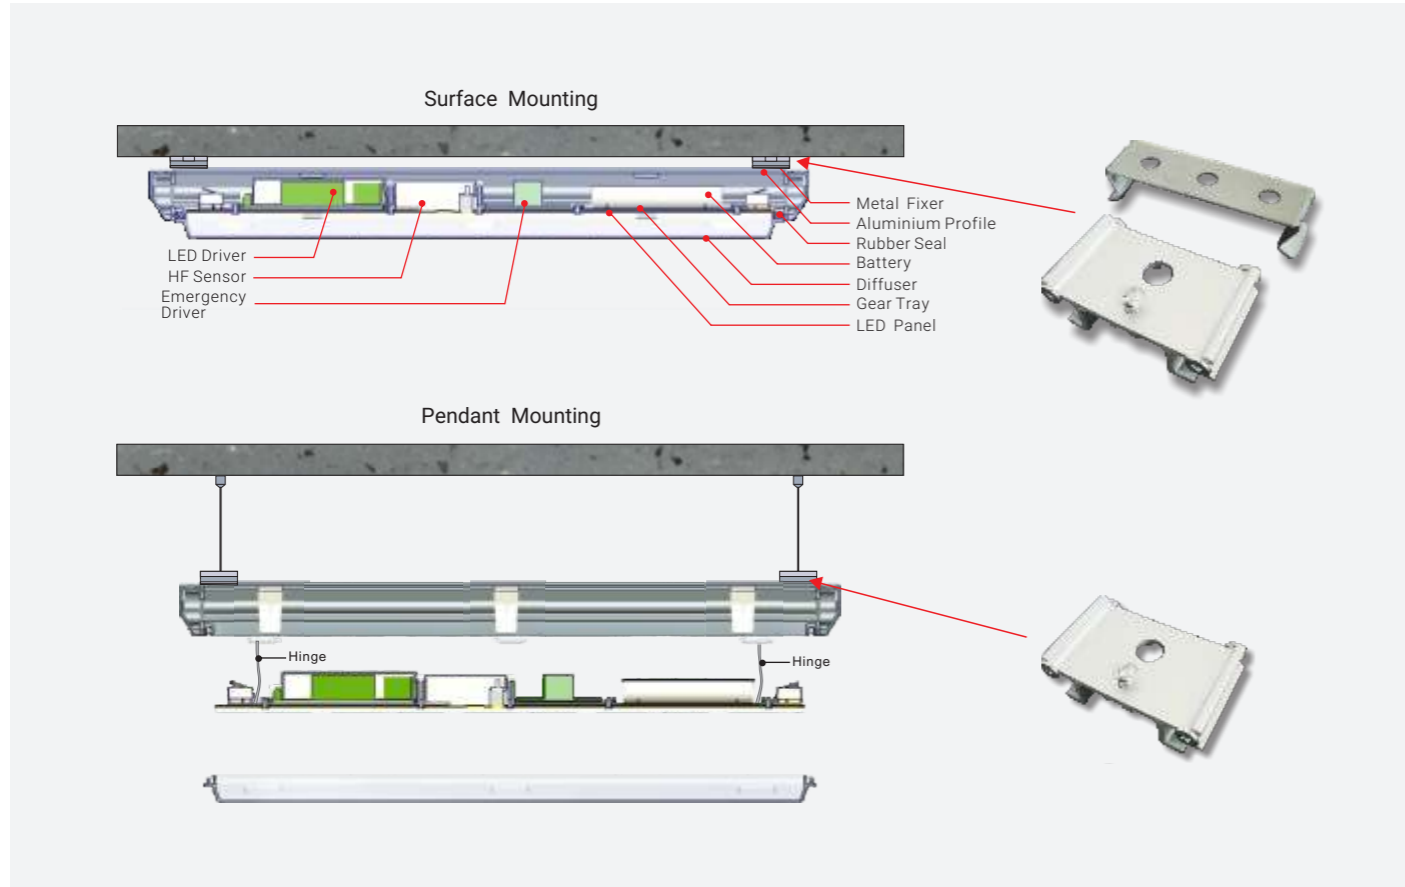 Surface Mounting
LED Driver
HF Sensor
Emergency
Driver
Metal Fixer
Aluminium Profile
Rubber Seal
Battery
Diffuser
Gear Tray
LED Panel
Pendant Mounting
Hinge
Hinge